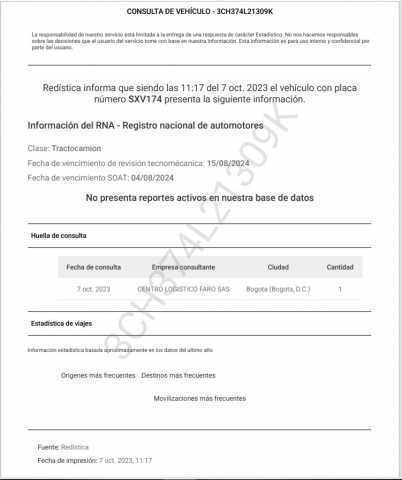 CONSULTA DE VEHÍCULO - 3CH374L21309K
La responsabilidad de nuestro servicio está limitada a la entrega de una respuesta de carácter Estadístico. No nos hacemos responsables
sobre las decisiones que el usuario del servicio tome con base en nuestra información. Esta información es para uso interno y confidencial por
parte del usuario.
Redística informa que siendo las 11:17 del 7 oct. 2023 el vehículo con placa
número SXV174 presenta la siguiente información.
Información del RNA - Registro nacional de automotores
Clase: Tractocamion
Fecha de vencimiento de revisión tecnomécanica: 15/08/2024
Fecha de vencimiento SOAT: 04/08/2024
No presenta reportes activos en nuestra base de datos
Huella de consulta
Fecha de consulta Empresa consultante Ciudad Cantidad
7 oct. 2023 CENTRO LOGISTICO FARO SAS Bogota (Bogota, D.C.) 1
Estadística de viajes
Información estadística basada aproximadamente en los datos del ultimo año
Origenes más frecuentes Destinos más frecuentes
Movilizaciones más frecuentes
Fuente: Redistica
Fecha de impresión: 7 oct. 2023, 11:17
3CH374L21309K